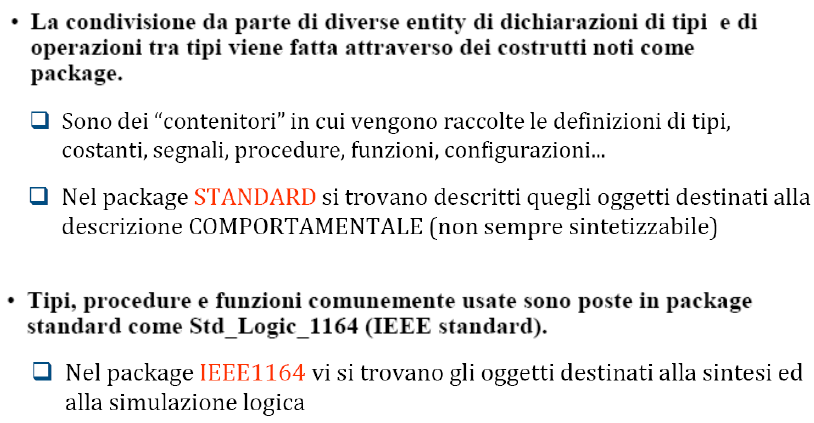 • La condivisione da parte di diverse entity di dichiarazioni di tipi e di
operazioni tra tipi viene fatta attraverso dei costrutti noti come
package.
❑ Sono dei “contenitori” in cui vengono raccolte le definizioni di tipi,
costanti, segnali, procedure, funzioni, configurazioni...
❑ Nel package STANDARD si trovano descritti quegli oggetti destinati alla
descrizione COMPORTAMENTALE (non sempre sintetizzabile)
• Tipi, procedure e funzioni comunemente usate sono poste in package
standard come Std_Logic_1164 (IEEE standard).
❑ Nel package IEEE1164 vi si trovano gli oggetti destinati alla sintesi ed
alla simulazione logica